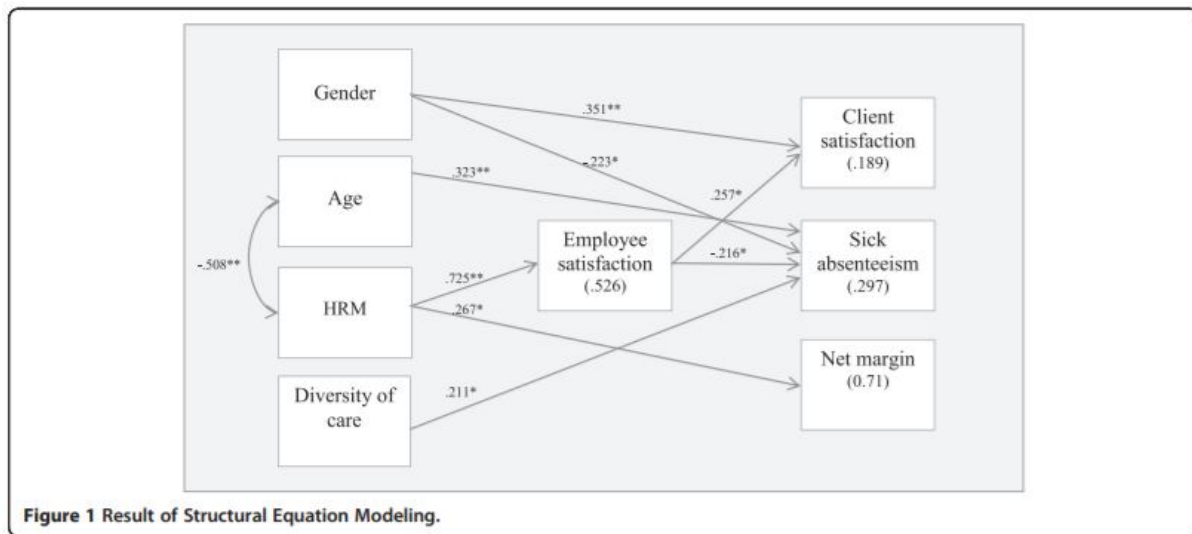 Gender
Age
HRM
Diversity of
care
-.508**
.351**
-.223*
.323**
.257*
-.216*
.725**
.267*
.211*
Employee
satisfaction
(.526)
Client
satisfaction
(.189)
Sick
absenteeism
(.297)
Net margin
(0.71)
Figure 1 Result of Structural Equation Modeling.